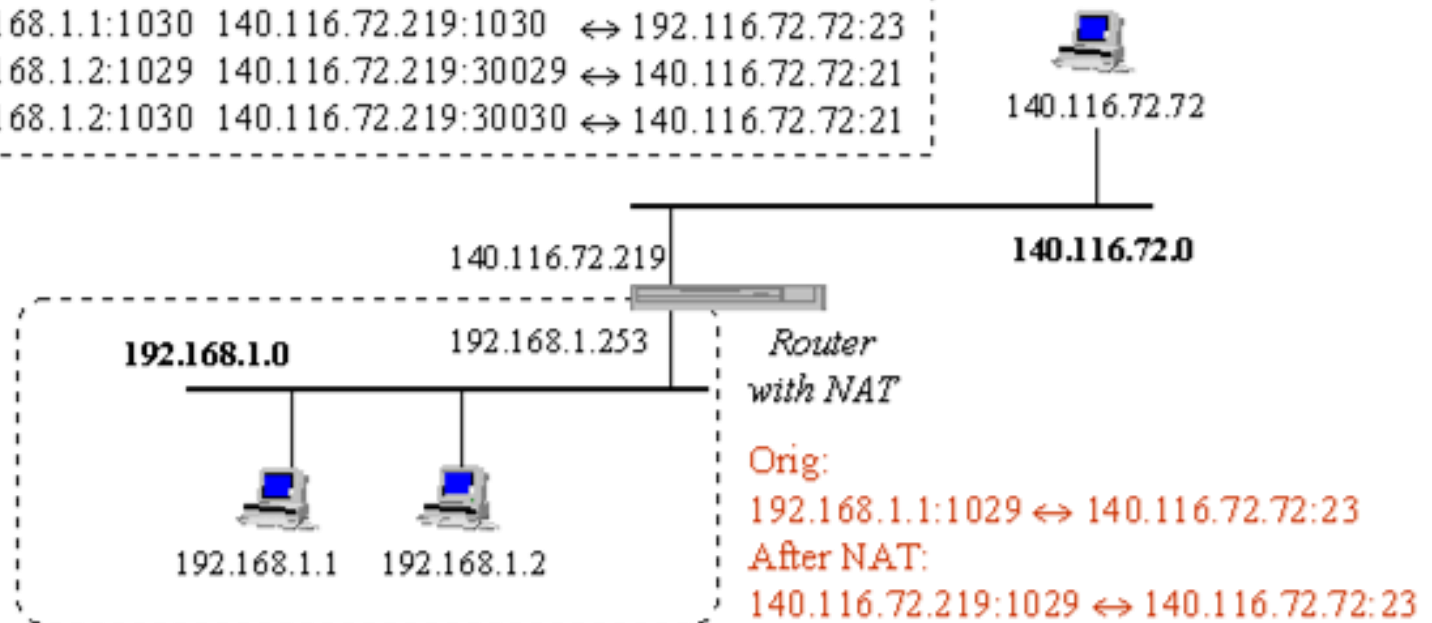 68.1.1:1030 140.116.72.219:1030 ⇔ 192.116.72.72:23
68.1.2:1029 140.116.72.219:30029 ⇔ 140.116.72.72:21
68.1.2:1030 140.116.72.219:30030 ⇔ 140.116.72.72:21
140.116.72.72
140.116.72.219
140.116.72.0
192.168.1.0
192.168.1.253
Router
with NAT
192.168.1.1
192.168.1.2
Orig:
192.168.1.1:1029 ⇔ 140.116.72.72:23
After NAT:
140.116.72.219:1029 ⇔ 140.116.72.72:23